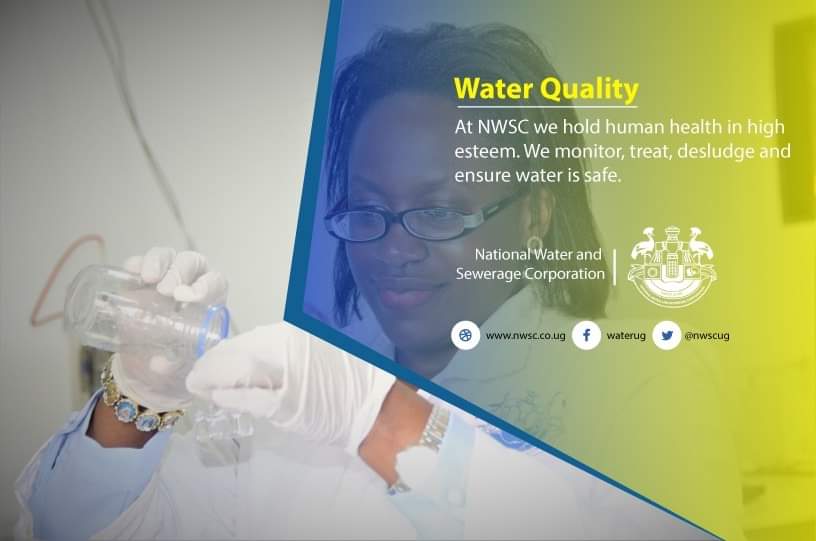 Water Quality
At NWSC we hold human health in high
esteem. We monitor, treat, desludge and
ensure water is safe.
National Water and
Sewerage Corporation
www.nwsc.co.ug waterug @nwscug